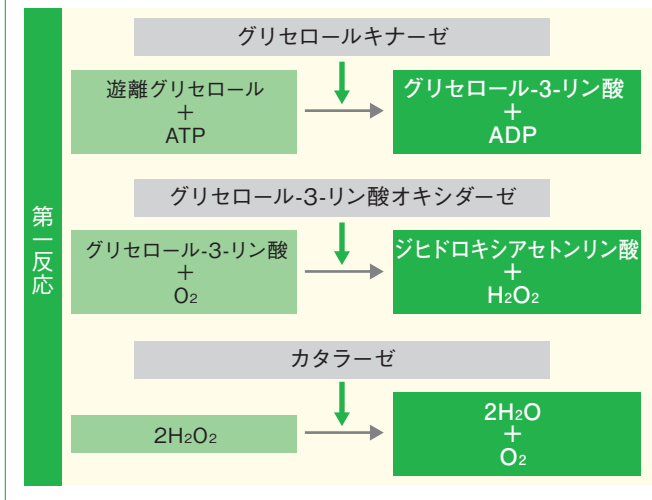 第一反応
グリセロールキナーゼ
遊離グリセロール
+
ATP
グリセロール-3-リン酸
+
ADP
グリセロール-3-リン酸オキシダーゼ
グリセロール-3-リン酸
+
O₂
ジヒドロキシアセトンリン酸
+
H₂O₂
カタラーゼ
2H₂O₂
2H₂O
+
O₂